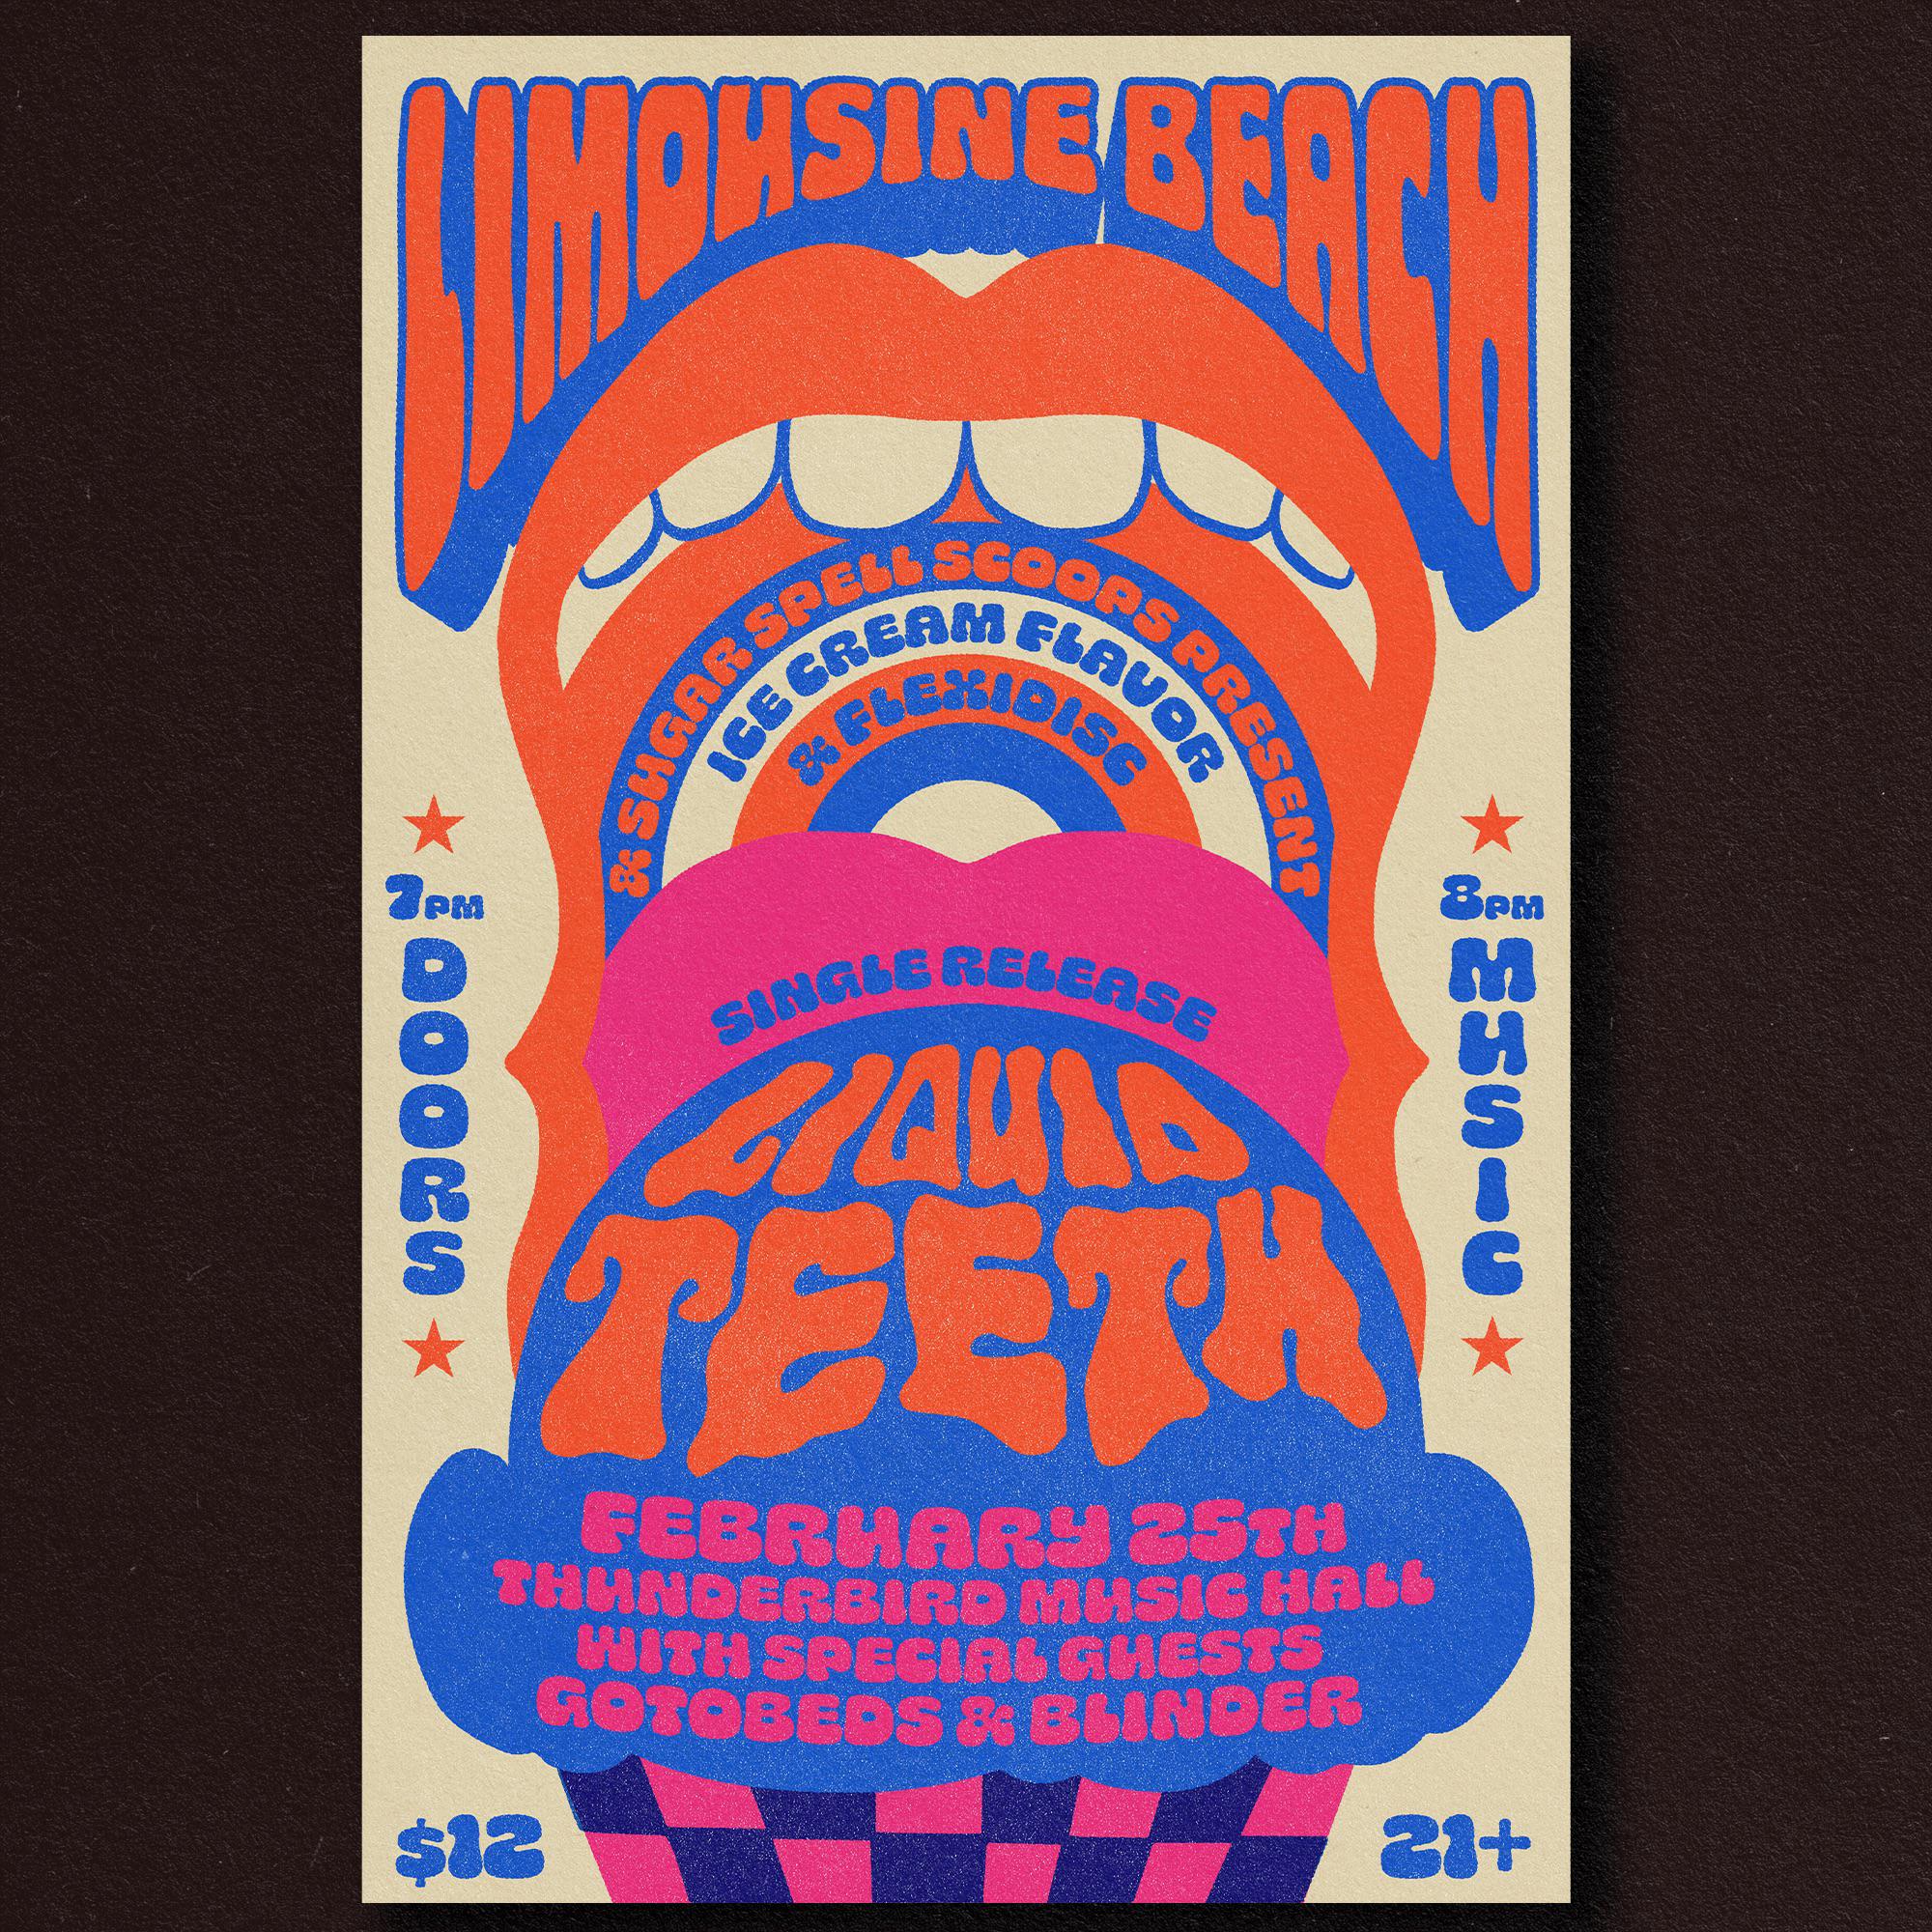 LIMOUSINE BEACH
& SUGAR SPELL SCOOPS PRESENT
ICE CREAM FLAVOR
& FLEXIDISC
SINGLE RELEASE
LIQUID
TEETH
7PM
DOORS
8PM
MUSIC
FEBRUARY 25TH
THUNDERBIRD MUSIC HALL
WITH SPECIAL GUESTS
GOTOBEDS & BLINDER
$12
21+